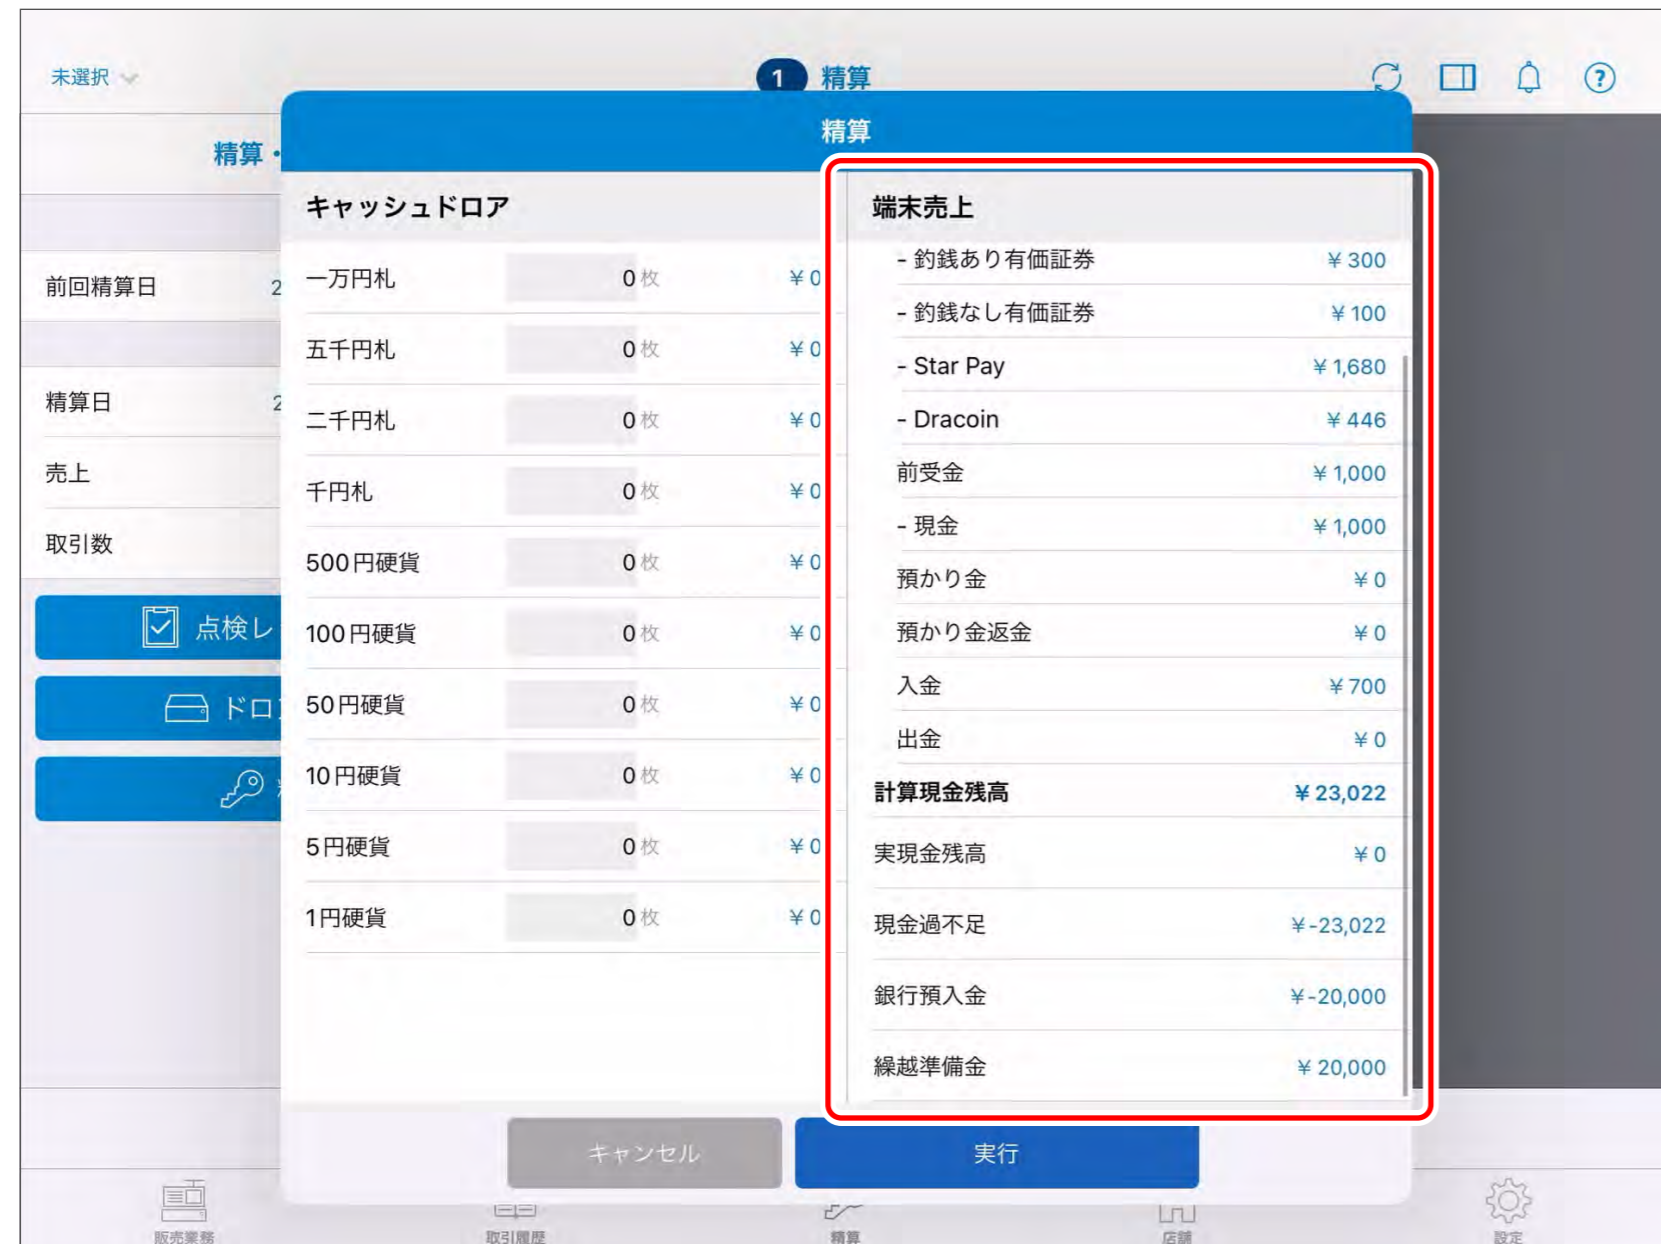 未選択
1 精算
精算・
前回精算日 2
精算日 2
売上
取引数
点検レ
ドロ
精算
キャッシュドロア
一万円札 0枚 ¥0
五千円札 0枚 ¥0
二千円札 0枚 ¥0
千円札 0枚 ¥0
500円硬貨 0枚 ¥0
100円硬貨 0枚 ¥0
50円硬貨 0枚 ¥0
10円硬貨 0枚 ¥0
5円硬貨 0枚 ¥0
1円硬貨 0枚 ¥0
端末売上
- 釣銭あり有価証券 ¥300
- 釣銭なし有価証券 ¥100
- Star Pay ¥1,680
- Dracoin ¥446
前受金 ¥1,000
- 現金 ¥1,000
預かり金 ¥0
預かり金返金 ¥0
入金 ¥700
出金 ¥0
計算現金残高 ¥23,022
実現金残高 ¥0
現金過不足 ¥-23,022
銀行預入金 ¥-20,000
繰越準備金 ¥20,000
キャンセル 実行
販売業務 取引履歴 精算 店舗 設定